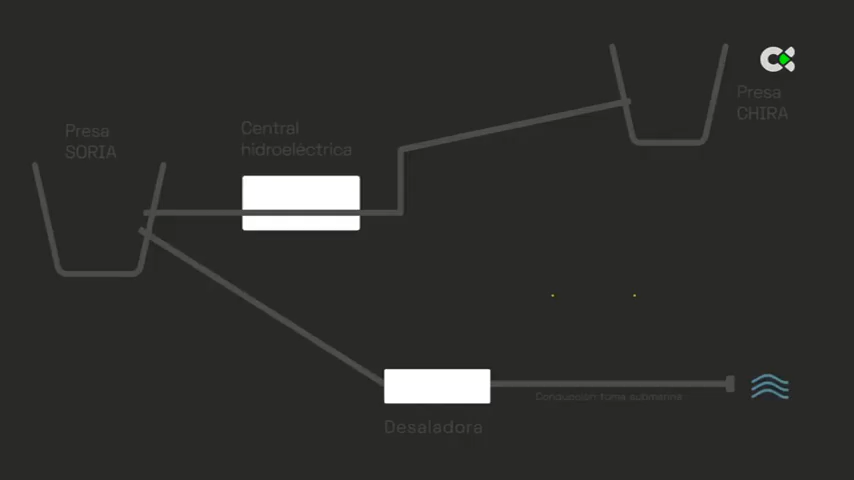 Presa
CHIRA
Presa
SORIA
Central
hidroeléctrica
Conducción toma submarina
Desaladora